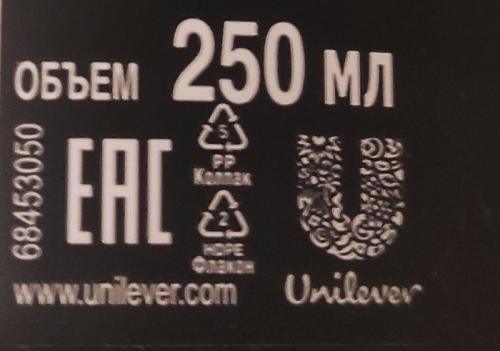 ОБЪЕМ 250 МЛ
68453050
ЕАС
5
PP
Колпак
2
HDPE
Флакон
www.unilever.com
Unilever